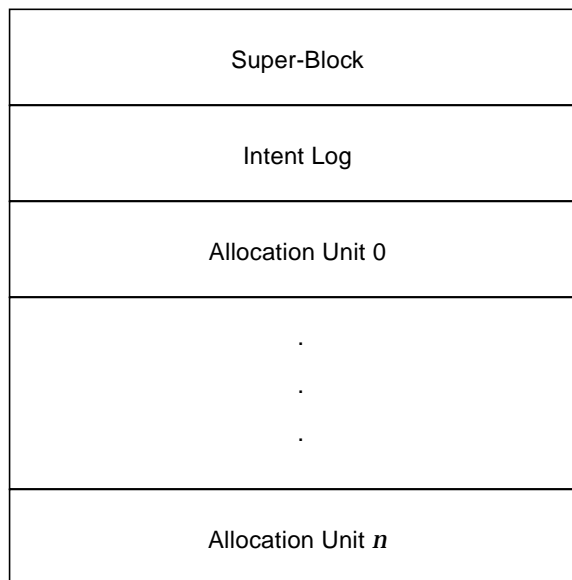 Super-Block
Intent Log
Allocation Unit 0
.
.
.
Allocation Unit n